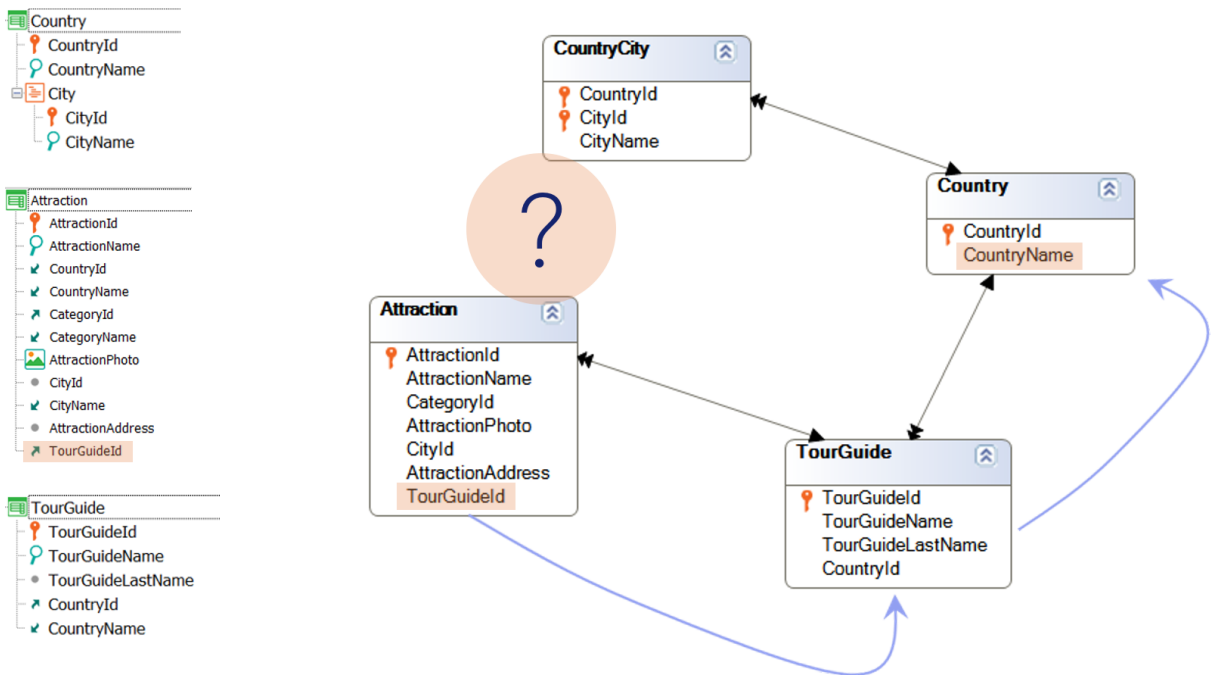 Country
CountryId
CountryName
City
CityId
CityName
Attraction
AttractionId
AttractionName
CountryId
CountryName
CategoryId
CategoryName
AttractionPhoto
CityId
CityName
AttractionAddress
TourGuideId
TourGuide
TourGuideId
TourGuideName
TourGuideLastName
CountryId
CountryName
CountryCity
CountryId
CityId
CityName
?
Country
CountryId
CountryName
Attraction
AttractionId
AttractionName
CategoryId
AttractionPhoto
CityId
AttractionAddress
TourGuideId
TourGuide
TourGuideId
TourGuideName
TourGuideLastName
CountryId